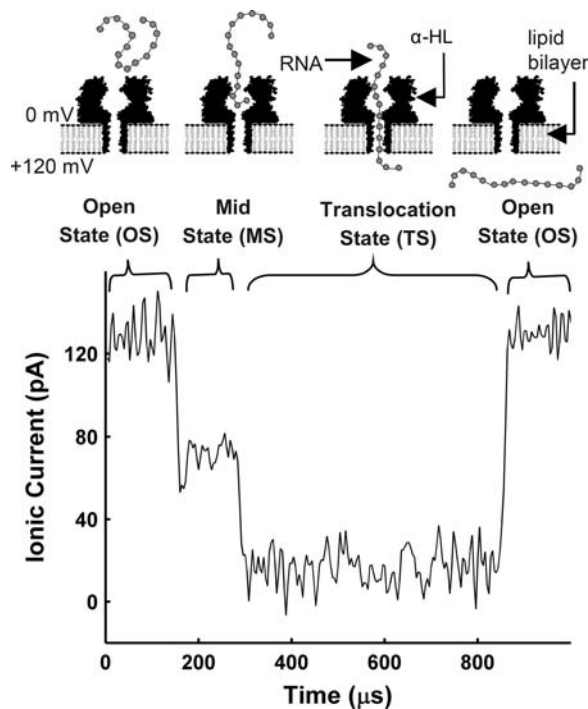 α-HL
lipid
bilayer
RNA
0 mV
+120 mV
Open
State (OS)
Mid
State (MS)
Translocation
State (TS)
Open
State (OS)
Ionic Current (pA)
120
80
40
0
0
200
400
600
800
Time (μs)